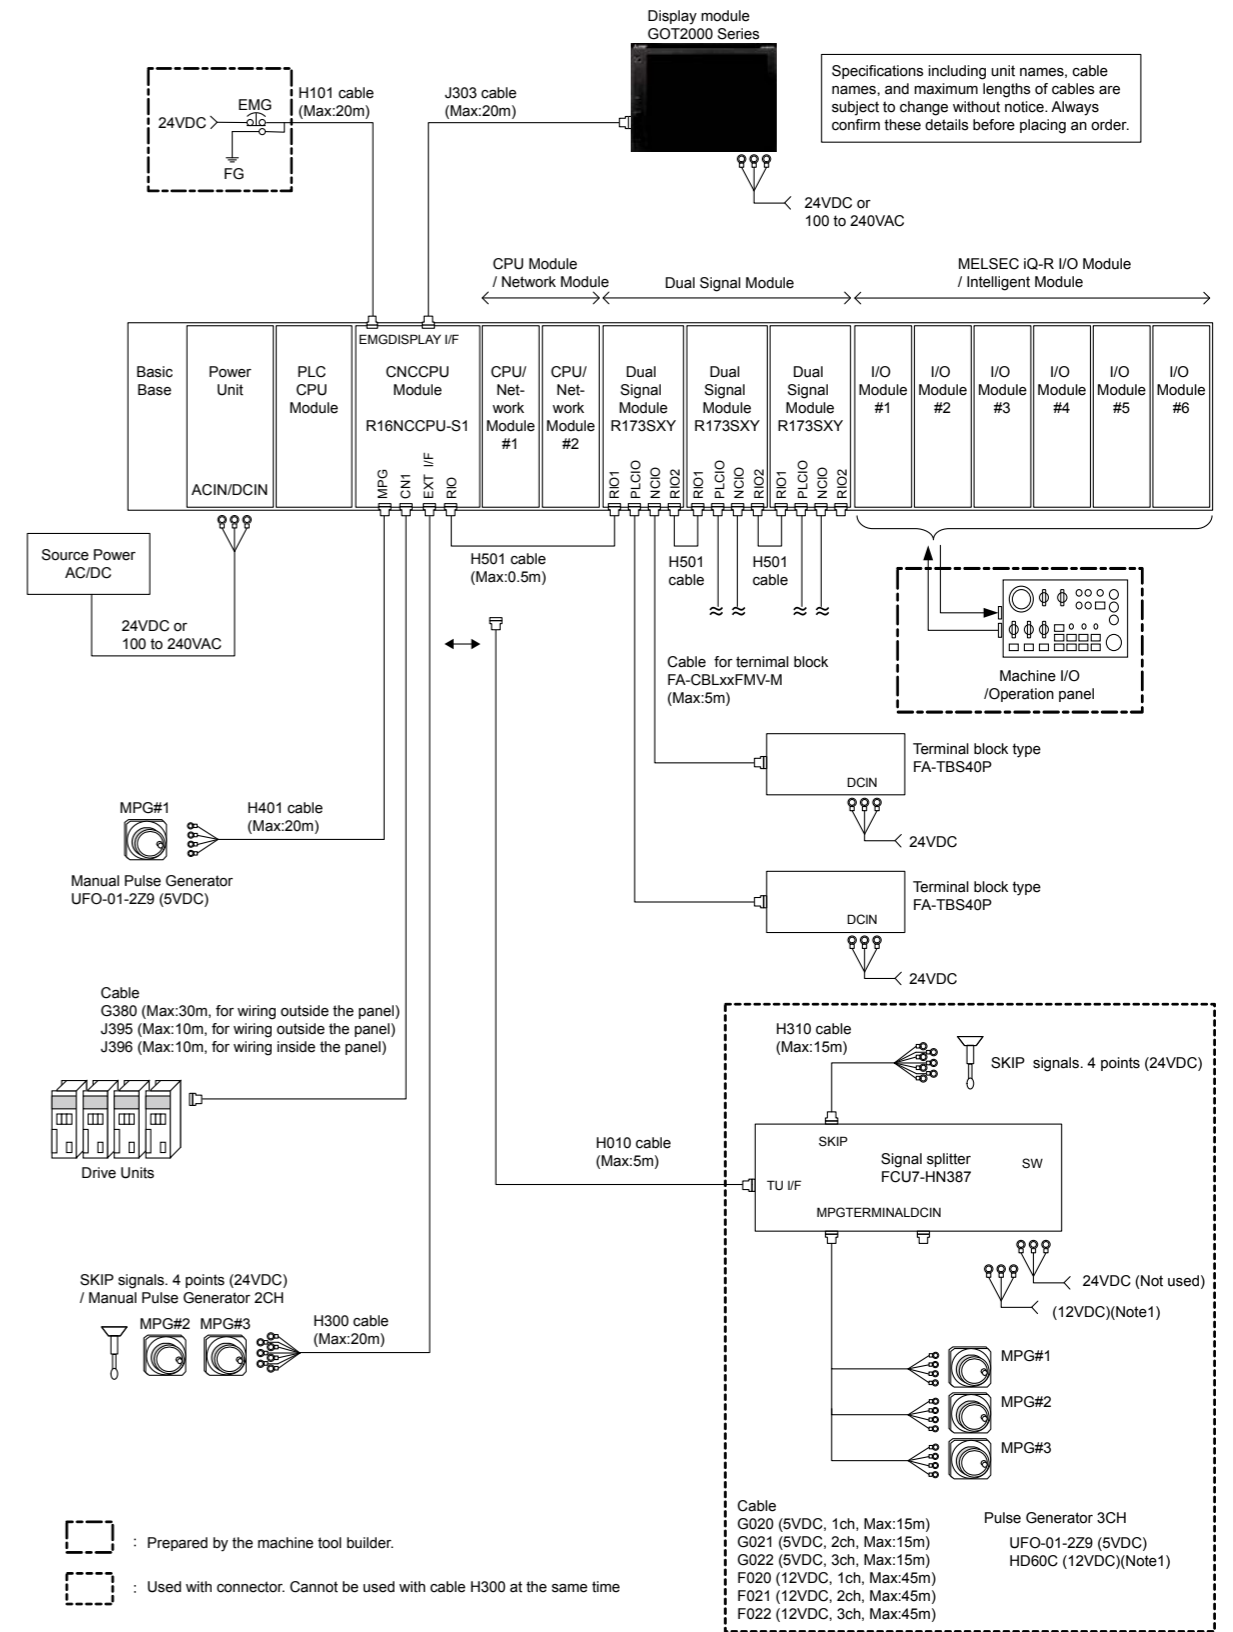 Display module
GOT2000 Series
Specifications including unit names, cable
names, and maximum lengths of cables are
subject to change without notice. Always
confirm these details before placing an order.
H101 cable
(Max:20m)
J303 cable
(Max:20m)
EMG
24VDC
FG
24VDC or
100 to 240VAC
CPU Module
/ Network Module
Dual Signal Module
MELSEC iQ-R I/O Module
/ Intelligent Module
EMGDISPLAY I/F
Basic
Base
Power
Unit
ACIN/DCIN
PLC
CPU
Module
CNCCPU
Module
R16NCCPU-S1
MPG
CN1
EXT I/F
RIO
CPU/
Net-
work
Module
#1
CPU/
Net-
work
Module
#2
Dual
Signal
Module
R173SXY
RIO1
PLCIO
NCIO
RIO2
Dual
Signal
Module
R173SXY
RIO1
PLCIO
NCIO
RIO2
Dual
Signal
Module
R173SXY
RIO1
PLCIO
NCIO
RIO2
I/O
Module
#1
I/O
Module
#2
I/O
Module
#3
I/O
Module
#4
I/O
Module
#5
I/O
Module
#6
Source Power
AC/DC
24VDC or
100 to 240VAC
H501 cable
(Max:0.5m)
H501
cable
H501
cable
Cable for ternimal block
FA-CBLxxFMV-M
(Max:5m)
Machine I/O
/Operation panel
Terminal block type
FA-TBS40P
DCIN
24VDC
Terminal block type
FA-TBS40P
DCIN
24VDC
MPG#1
H401 cable
(Max:20m)
Manual Pulse Generator
UFO-01-2Z9 (5VDC)
Cable
G380 (Max:30m, for wiring outside the panel)
J395 (Max:10m, for wiring outside the panel)
J396 (Max:10m, for wiring inside the panel)
Drive Units
H310 cable
(Max:15m)
SKIP signals. 4 points (24VDC)
H010 cable
(Max:5m)
SKIP
Signal splitter
FCU7-HN387
SW
TU I/F
MPGTERMINALDCIN
24VDC (Not used)
(12VDC)(Note1)
SKIP signals. 4 points (24VDC)
/ Manual Pulse Generator 2CH
MPG#2 MPG#3
H300 cable
(Max:20m)
MPG#1
MPG#2
MPG#3
Cable
G020 (5VDC, 1ch, Max:15m)
G021 (5VDC, 2ch, Max:15m)
G022 (5VDC, 3ch, Max:15m)
F020 (12VDC, 1ch, Max:45m)
F021 (12VDC, 2ch, Max:45m)
F022 (12VDC, 3ch, Max:45m)
Pulse Generator 3CH
UFO-01-2Z9 (5VDC)
HD60C (12VDC)(Note1)
: Prepared by the machine tool builder.
: Used with connector. Cannot be used with cable H300 at the same time